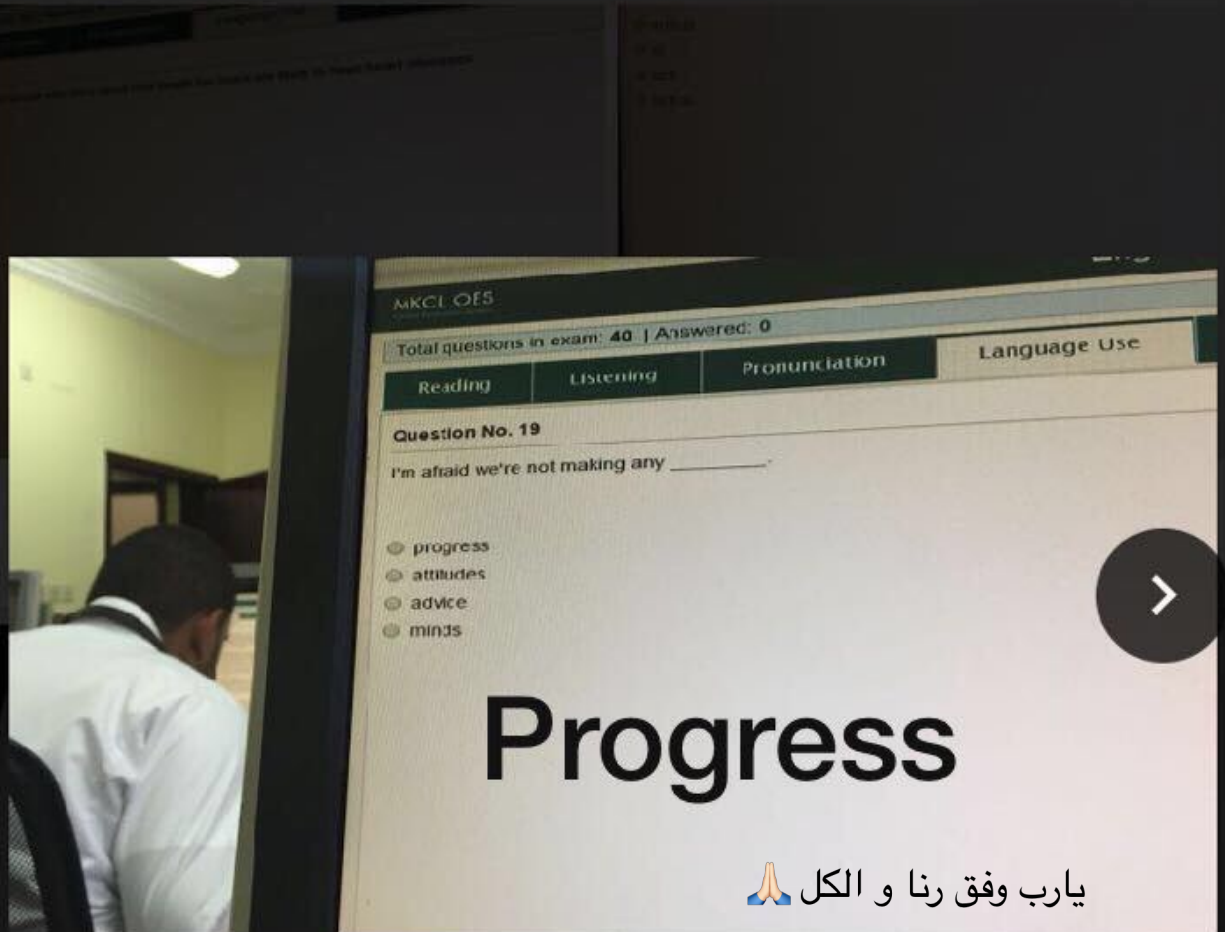 MKCL OES
Total questions in exam: 40 | Answered: 0
Reading
Listening
Pronunciation
Language Use
Question No. 19
I'm afraid we're not making any ________.
progress
attitudes
advice
minds
Progress
يارب وفق رنا و الكل 🙏🏻